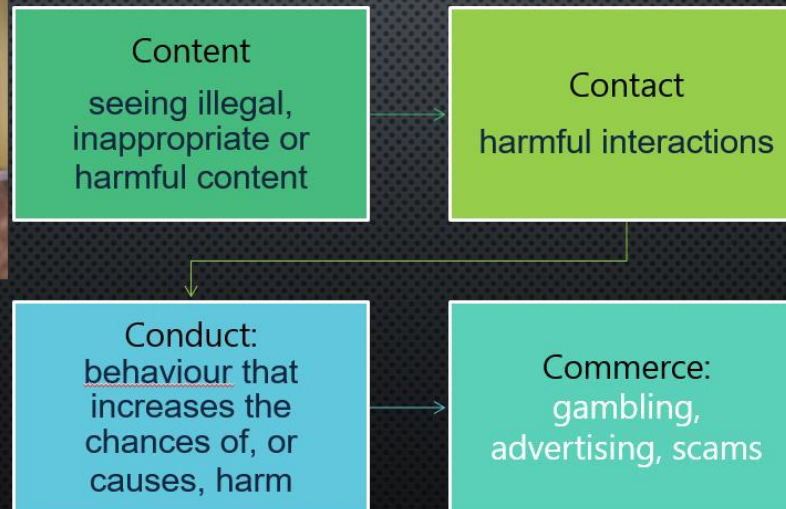 Content
seeing illegal,
inappropriate or
harmful content
Contact
harmful interactions
Conduct:
behaviour that
increases the
chances of, or
causes, harm
Commerce:
gambling,
advertising, scams